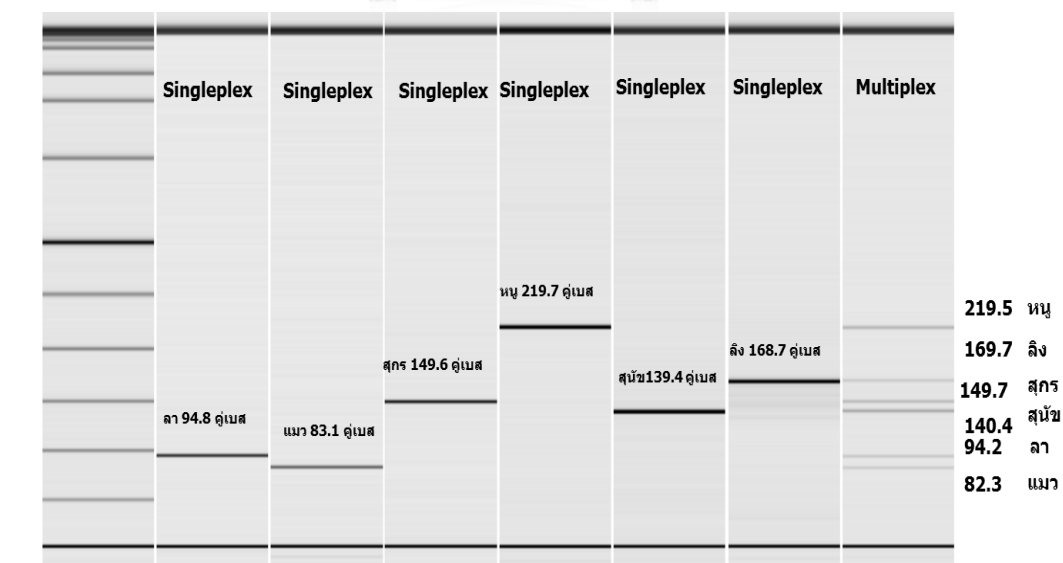 Singleplex
Singleplex
Singleplex
Singleplex
Singleplex
Singleplex
Multiplex
หนู 219.7 คู่เบส
ลิง 168.7 คู่เบส
สุกร 149.6 คู่เบส
สุนัข139.4 คู่เบส
ลา 94.8 คู่เบส
แมว 83.1 คู่เบส
219.5 หนู
169.7 ลิง
149.7 สุกร
140.4 สุนัข
94.2 ลา
82.3 แมว